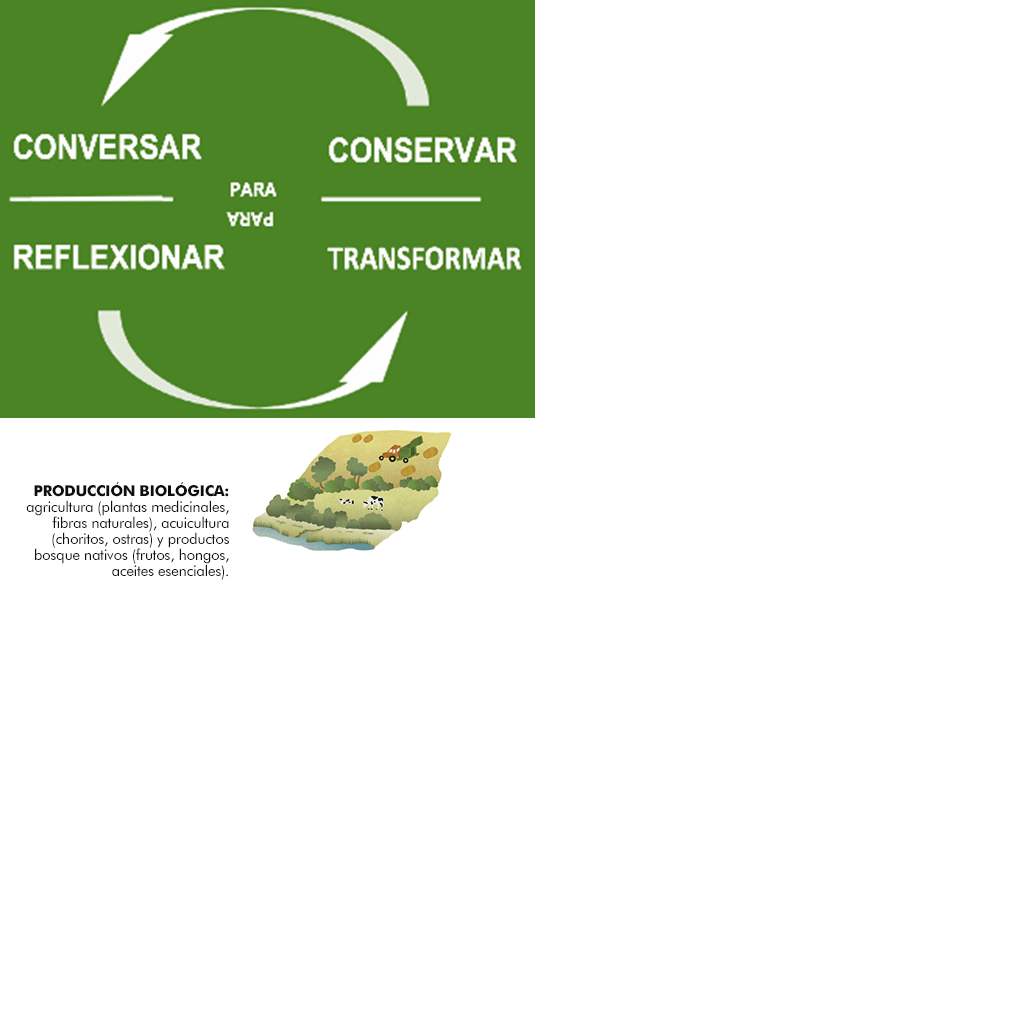 CONVERSAR
CONSERVAR
PARA
PARA
REFLEXIONAR
TRANSFORMAR
PRODUCCIÓN BIOLÓGICA:
agricultura (plantas medicinales,
fibras naturales), acuicultura
(choritos, ostras) y productos
bosque nativos (frutos, hongos,
aceites esenciales).